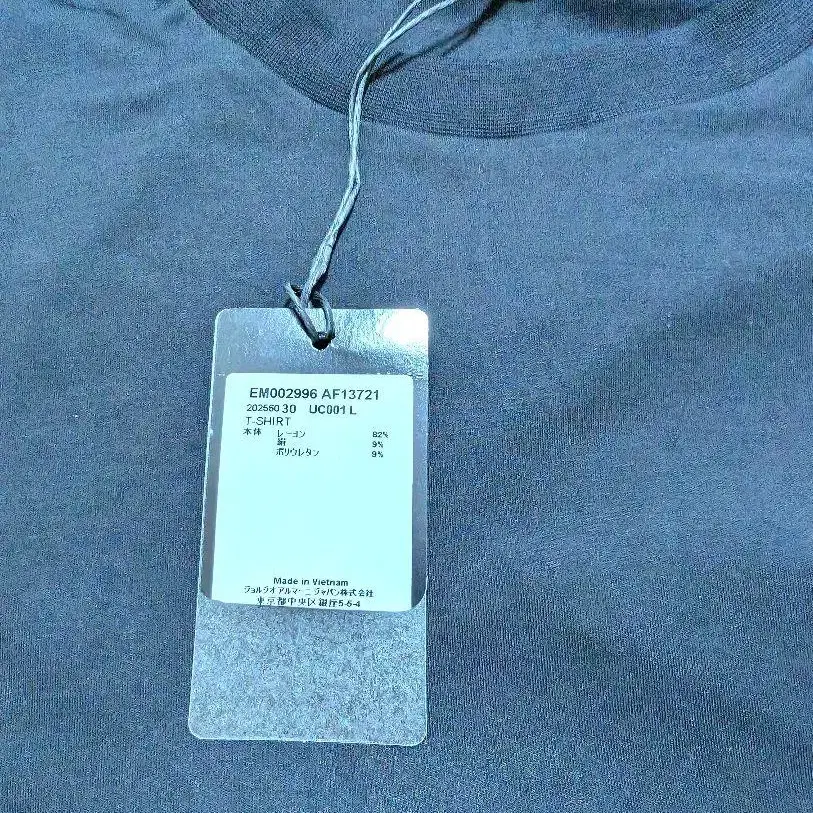 EM002996 AF13721
202560 30 UC001 L
T-SHIRT
本体 レーヨン 82%
絹 9%
ポリウレタン 9%
Made in Vietnam
ジョルジオアルマーニ ジャパン株式会社
東京都中央区銀座5-5-4